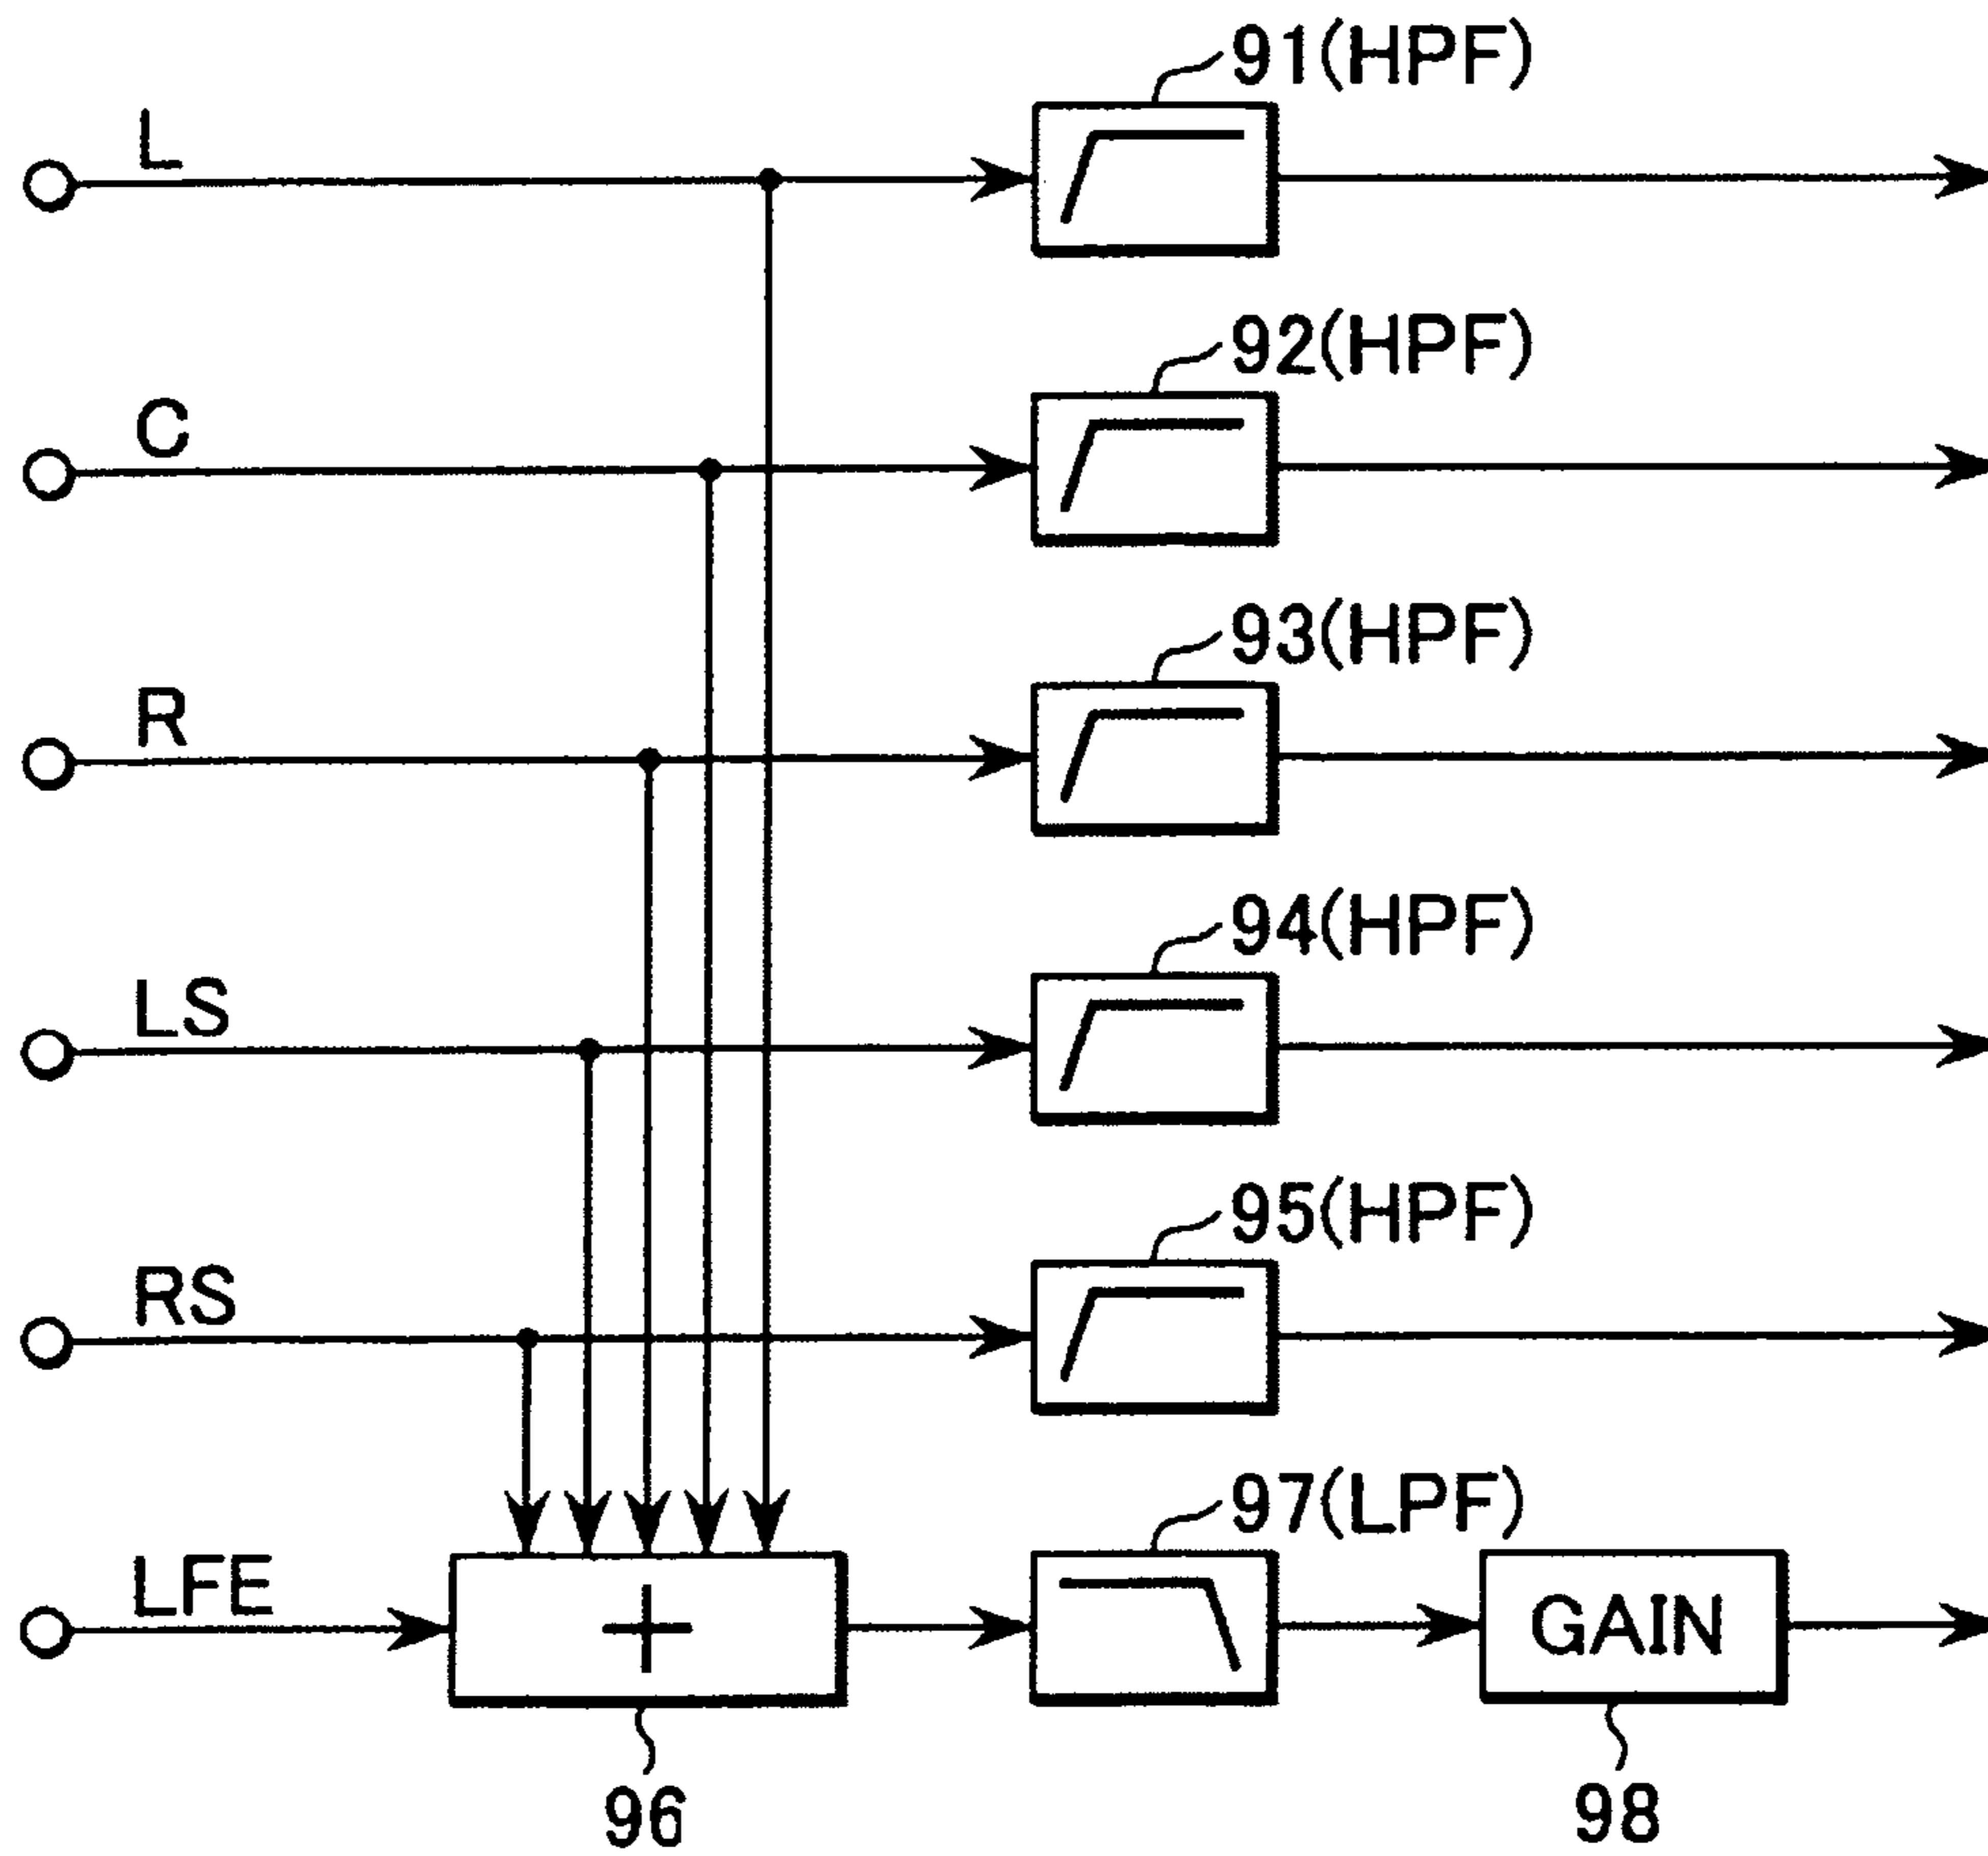 91(HPF)
L
92(HPF)
C
93(HPF)
R
94(HPF)
LS
95(HPF)
RS
97(LPF)
LFE
+
GAIN
96
98